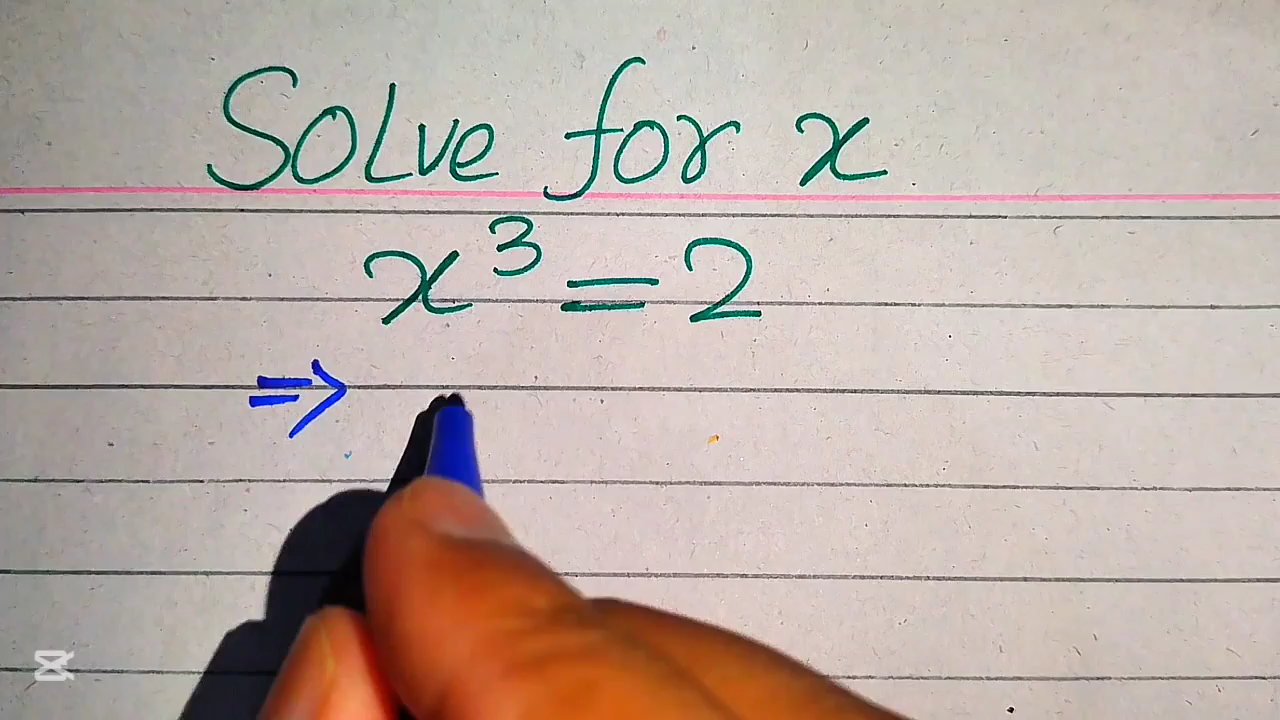 Solve for x
x³ = 2
⇒